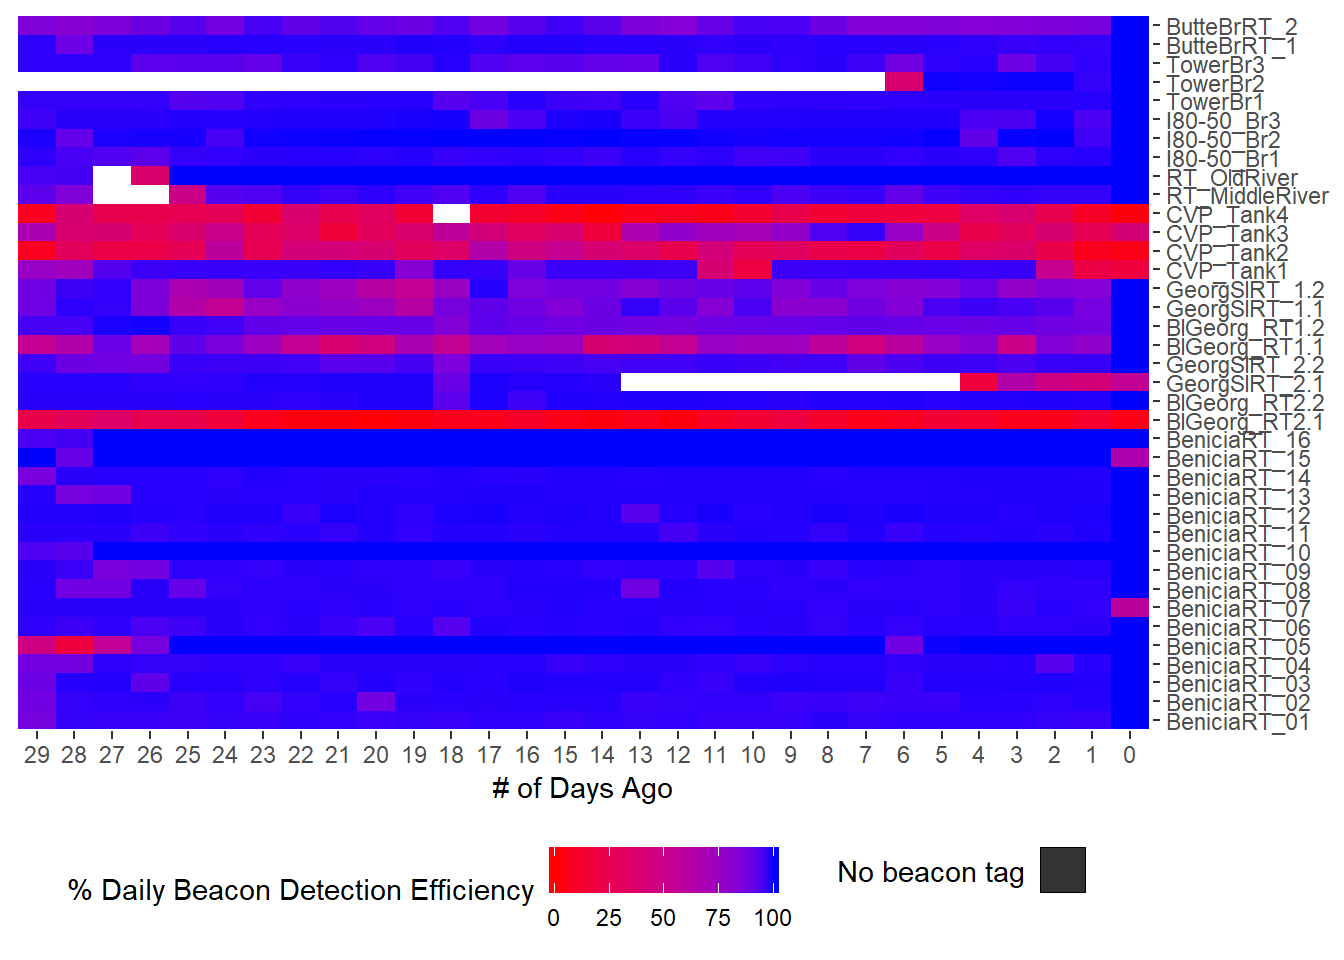 ButteBrRT_2
ButteBrRT_1
TowerBr3
TowerBr2
TowerBr1
I80-50_Br3
I80-50_Br2
I80-50_Br1
RT_OldRiver
RT_MiddleRiver
CVP_Tank4
CVP_Tank3
CVP_Tank2
CVP_Tank1
GeorgSlRT_1.2
GeorgSlRT_1.1
BlGeorg_RT1.2
BlGeorg_RT1.1
GeorgSlRT_2.2
GeorgSlRT_2.1
BlGeorg_RT2.2
BlGeorg_RT2.1
BeniciaRT_16
BeniciaRT_15
BeniciaRT_14
BeniciaRT_13
BeniciaRT_12
BeniciaRT_11
BeniciaRT_10
BeniciaRT_09
BeniciaRT_08
BeniciaRT_07
BeniciaRT_06
BeniciaRT_05
BeniciaRT_04
BeniciaRT_03
BeniciaRT_02
BeniciaRT_01
29 28 27 26 25 24 23 22 21 20 19 18 17 16 15 14 13 12 11 10 9 8 7 6 5 4 3 2 1 0
# of Days Ago
% Daily Beacon Detection Efficiency
0 25 50 75 100
No beacon tag